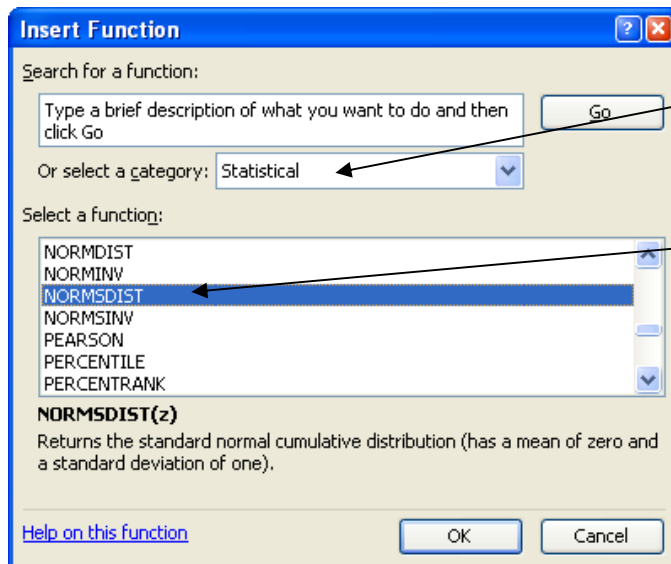 Insert Function
Search for a function:
Type a brief description of what you want to do and then
click Go
Go
Or select a category: Statistical
Select a function:
NORMDIST
NORMINV
NORMSDIST
NORMSINV
PEARSON
PERCENTILE
PERCENTRANK
NORMSDIST(z)
Returns the standard normal cumulative distribution (has a mean of zero and
a standard deviation of one).
Help on this function
OK
Cancel